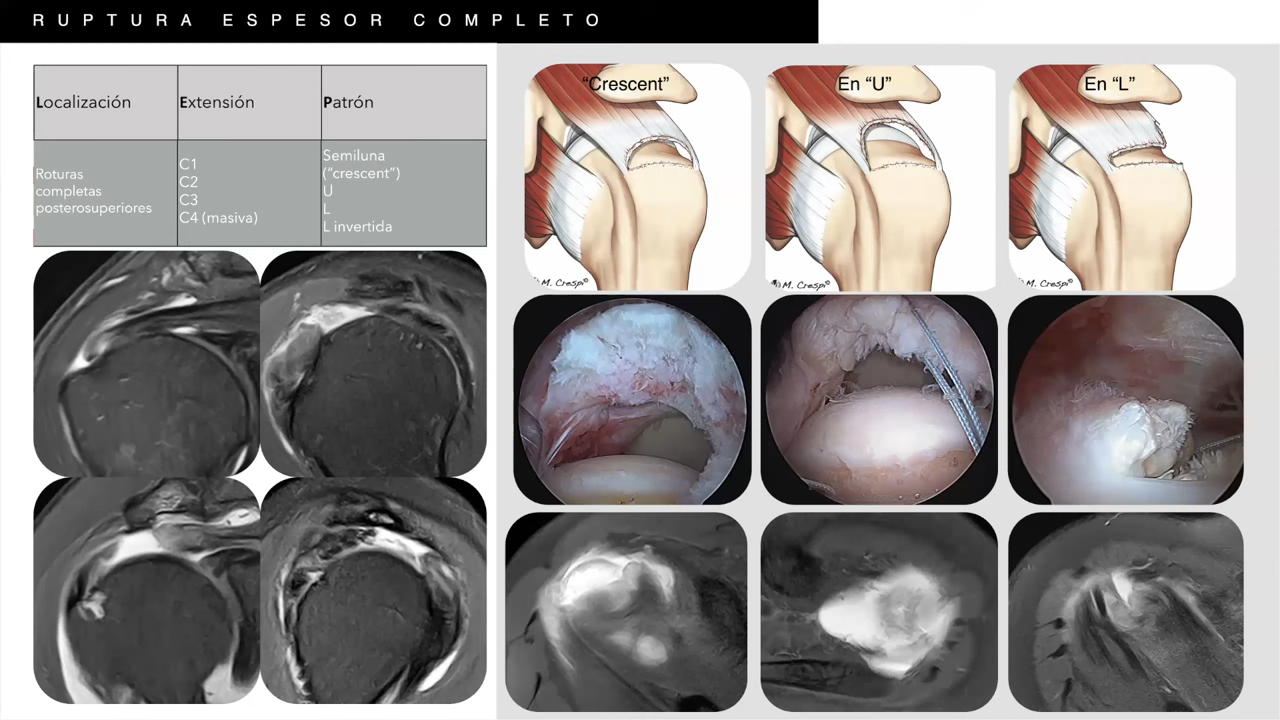 RUPTURA ESPESOR COMPLETO
Localización
Extensión
Patrón
Roturas
completas
posterosuperiores
C1
C2
C3
C4 (masiva)
Semiluna
(“crescent”)
U
L
L invertida
“Crescent”
En “U”
En “L”
M. Crespi©
M. Crespi©
M. Crespi©